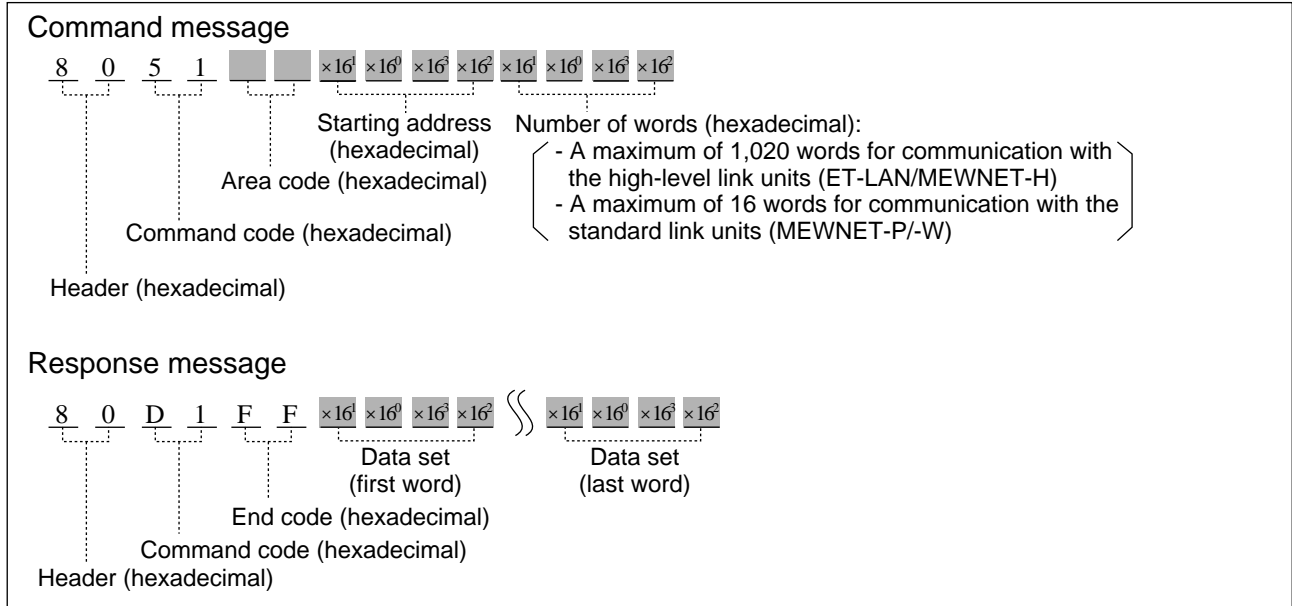 Command message
8 0 5 1 ×16¹ ×16⁰ ×16³ ×16² ×16¹ ×16⁰ ×16³ ×16²
Starting address
(hexadecimal)
Number of words (hexadecimal):
- A maximum of 1,020 words for communication with
the high-level link units (ET-LAN/MEWNET-H)
- A maximum of 16 words for communication with the
standard link units (MEWNET-P/-W)
Area code (hexadecimal)
Command code (hexadecimal)
Header (hexadecimal)
Response message
8 0 D 1 F F ×16¹ ×16⁰ ×16³ ×16² ×16¹ ×16⁰ ×16³ ×16²
Data set
(first word)
Data set
(last word)
End code (hexadecimal)
Command code (hexadecimal)
Header (hexadecimal)